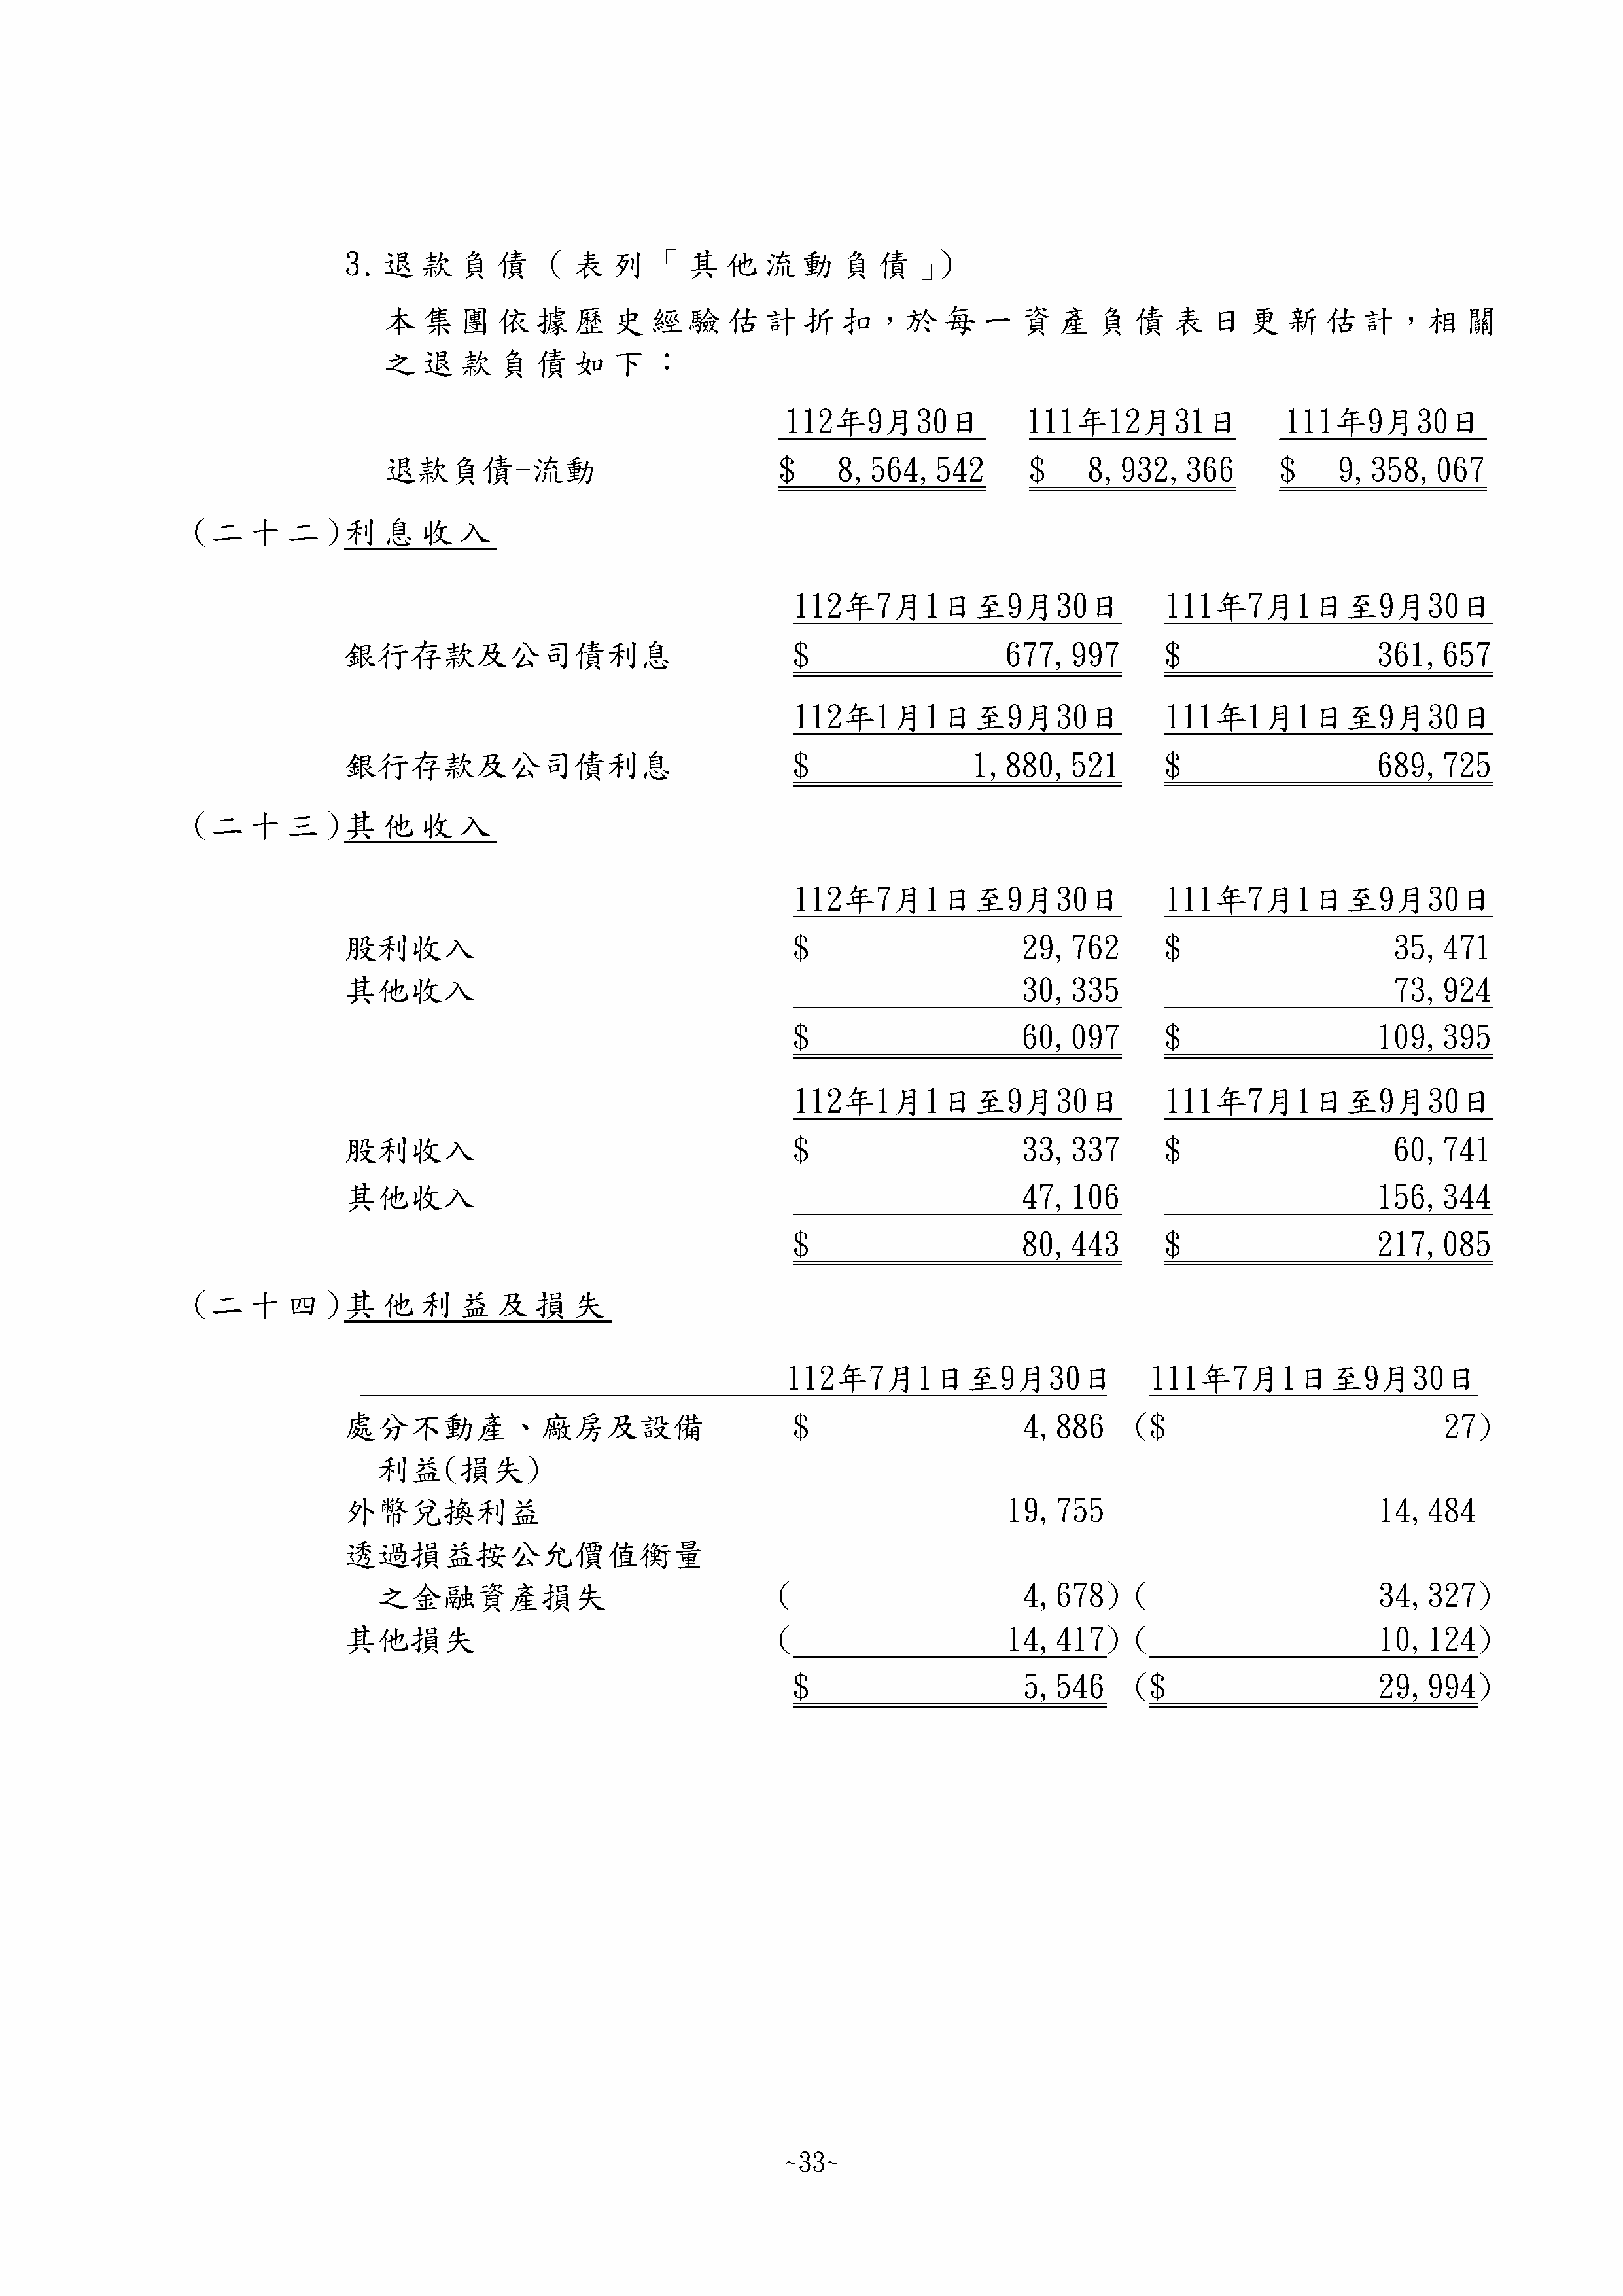 3.退款負債（表列「其他流動負債」）
本集團依據歷史經驗估計折扣，於每一資產負債表日更新估計，相關
之退款負債如下：
112年9月30日 111年12月31日 111年9月30日
退款負債-流動 $ 8,564,542 $ 8,932,366 $ 9,358,067
(二十二)利息收入
112年7月1日至9月30日 111年7月1日至9月30日
銀行存款及公司債利息 $ 677,997 $ 361,657
112年1月1日至9月30日 111年1月1日至9月30日
銀行存款及公司債利息 $ 1,880,521 $ 689,725
(二十三)其他收入
112年7月1日至9月30日 111年7月1日至9月30日
股利收入 $ 29,762 $ 35,471
其他收入 30,335 73,924
$ 60,097 $ 109,395
112年1月1日至9月30日 111年7月1日至9月30日
股利收入 $ 33,337 $ 60,741
其他收入 47,106 156,344
$ 80,443 $ 217,085
(二十四)其他利益及損失
112年7月1日至9月30日 111年7月1日至9月30日
處分不動產、廠房及設備 $ 4,886 ($ 27)
利益(損失)
外幣兌換利益 19,755 14,484
透過損益按公允價值衡量
之金融資產損失 ( 4,678) ( 34,327)
其他損失 ( 14,417) ( 10,124)
$ 5,546 ($ 29,994)
~33~